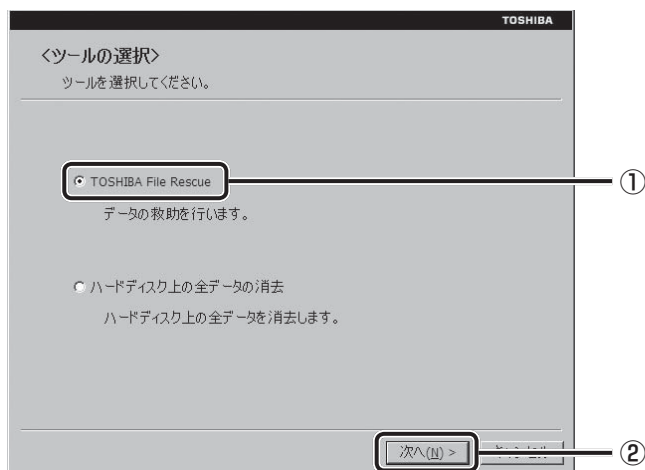 TOSHIBA
<ツールの選択>
ツールを選択してください。
TOSHIBA File Rescue
①
データの救助を行います。
ハードディスク上の全データの消去
ハードディスク上の全データを消去します。
次へ(N) >
②